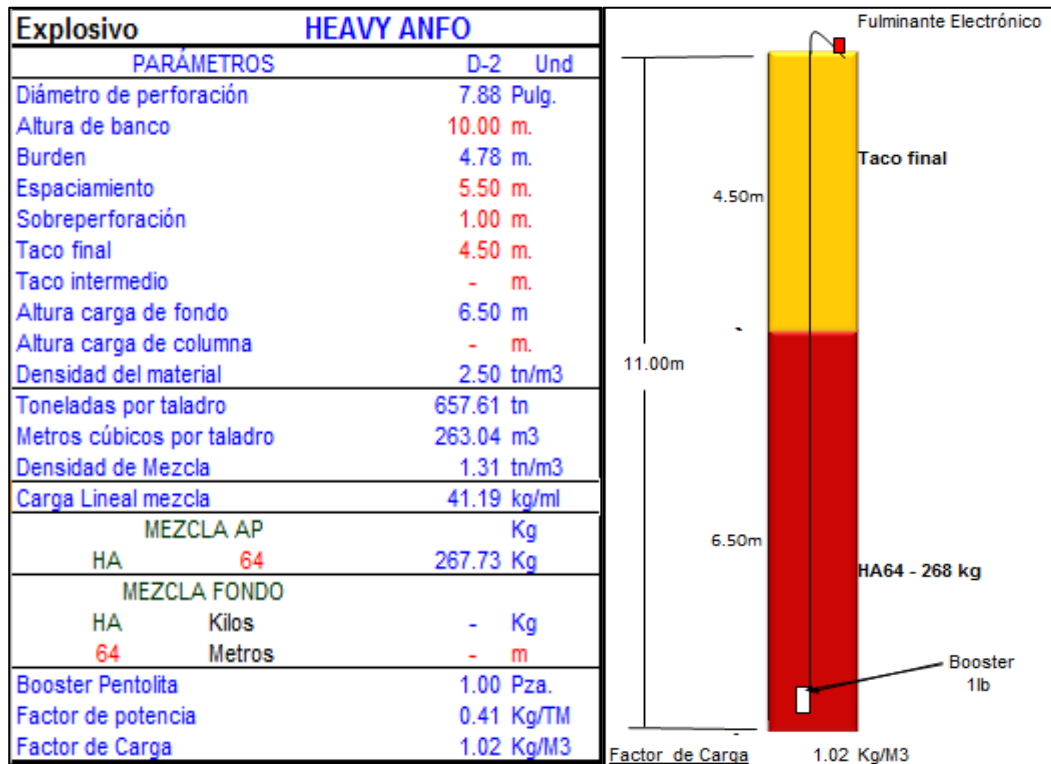 Explosivo HEAVY ANFO
PARÁMETROS D-2 Und
Diámetro de perforación 7.88 Pulg.
Altura de banco 10.00 m.
Burden 4.78 m.
Espaciamiento 5.50 m.
Sobreperforación 1.00 m.
Taco final 4.50 m.
Taco intermedio - m.
Altura carga de fondo 6.50 m
Altura carga de columna - m.
Densidad del material 2.50 tn/m3
Toneladas por taladro 657.61 tn
Metros cúbicos por taladro 263.04 m3
Densidad de Mezcla 1.31 tn/m3
Carga Lineal mezcla 41.19 kg/ml
MEZCLA AP Kg
HA 64 267.73 Kg
MEZCLA FONDO
HA Kilos - Kg
64 Metros - m
Booster Pentolita 1.00 Pza.
Factor de potencia 0.41 Kg/TM
Factor de Carga 1.02 Kg/M3
Fulminante Electrónico
Taco final
4.50m
11.00m
6.50m
HA64 - 268 kg
Booster
1lb
Factor de Carga 1.02 Kg/M3